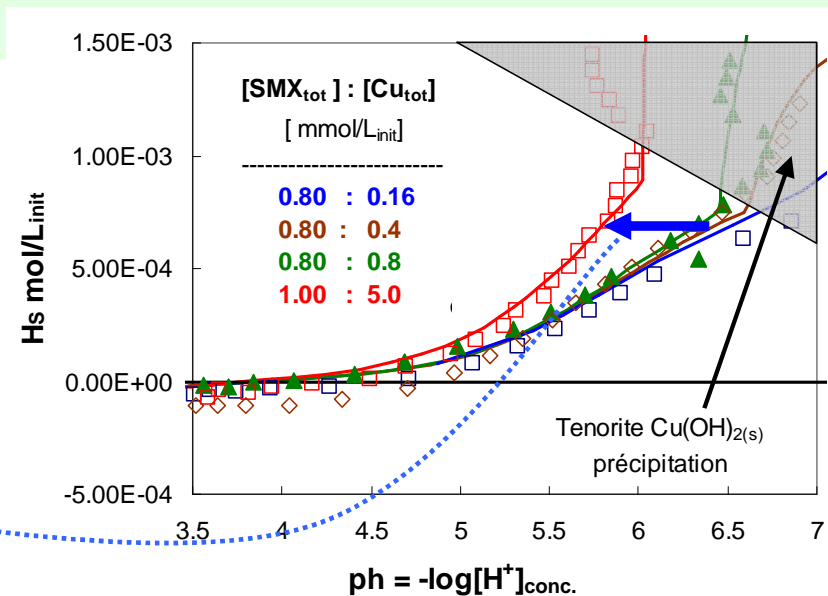 1.50E-03
1.00E-03
5.00E-04
0.00E+00
-5.00E-04
Hs mol/Linit
[SMXtot ] : [Cutot]
[ mmol/Linit]
---------------------------
0.80 : 0.16
0.80 : 0.4
0.80 : 0.8
1.00 : 5.0
Tenorite Cu(OH)2(s)
précipitation
3.5 4 4.5 5 5.5 6 6.5 7
ph = -log[H+]conc.